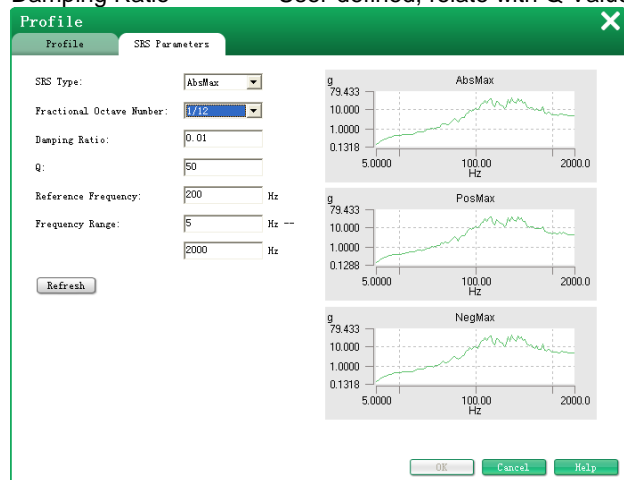 Damping Ratio User-defined, relate with Q Value
Profile
Profile SRS Parameters
SRS Type: AbsMax
Fractional Octave Number: 1/12
Damping Ratio: 0.01
Q: 50
Reference Frequency: 200 Hz
Frequency Range: 5 Hz --
2000 Hz
Refresh
g AbsMax
79.433
10.000
1.0000
0.1318
5.0000 100.00 2000.0
Hz
g PosMax
79.433
10.000
1.0000
0.1288
5.0000 100.00 2000.0
Hz
g NegMax
79.433
10.000
1.0000
0.1318
5.0000 100.00 2000.0
Hz
OK Cancel Help